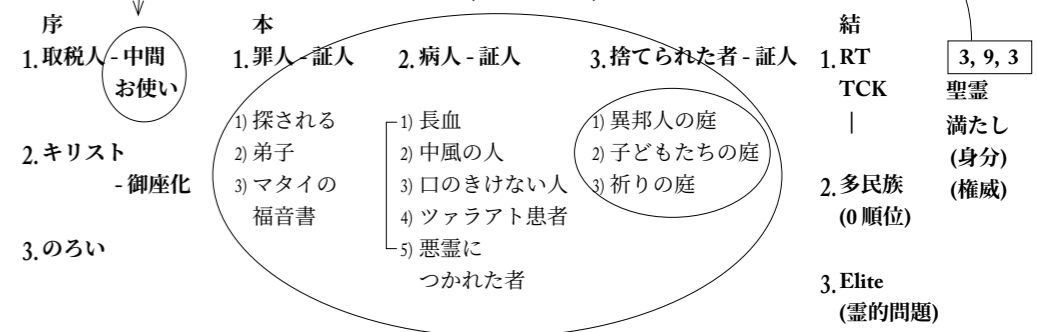 序
1. 取税人 - 中間
お使い
2. キリスト
- 御座化
3. のろい
本
1. 罪人 - 証人
1) 探される
2) 弟子
3) マタイの
福音書
2. 病人 - 証人
1) 長血
2) 中風の人
3) 口のきけない人
4) ツァラアト患者
5) 悪霊に
つかれた者
3. 捨てられた者 - 証人
1) 異邦人の庭
2) 子どもたちの庭
3) 祈りの庭
結
1. RT
TCK
2. 多民族
(0 順位)
3. Elite
(霊的問題)
3, 9, 3
聖霊
満たし
(身分)
(権威)